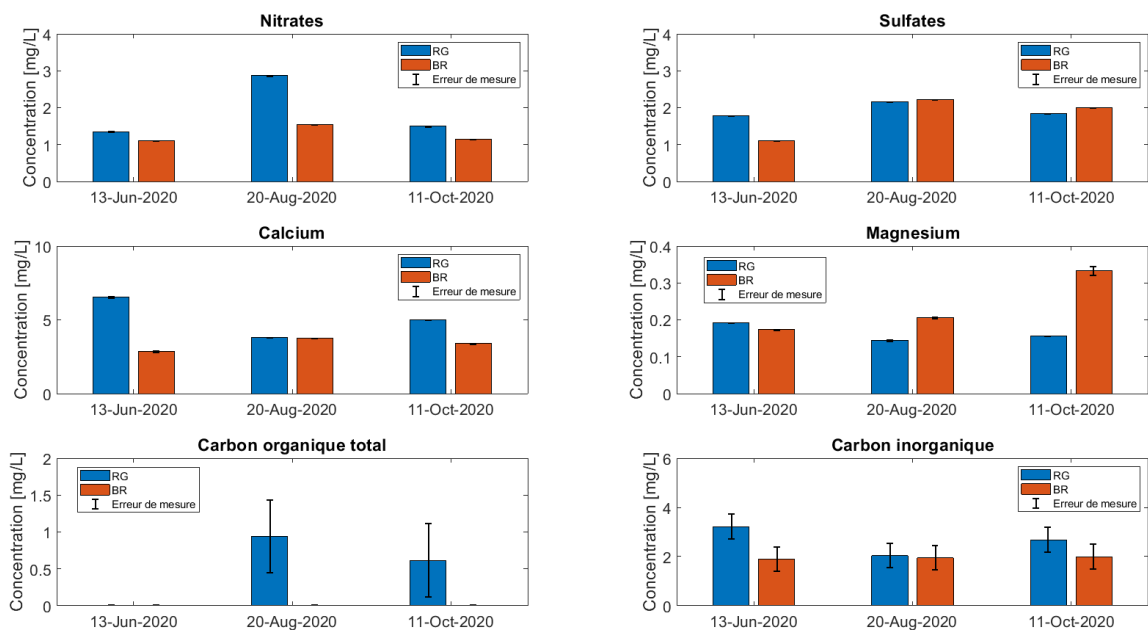 Nitrates
Concentration [mg/L]
4
3
2
1
0
RG
BR
Erreur de mesure
13-Jun-2020 20-Aug-2020 11-Oct-2020
Sulfates
Concentration [mg/L]
4
3
2
1
0
RG
BR
Erreur de mesure
13-Jun-2020 20-Aug-2020 11-Oct-2020
Calcium
Concentration [mg/L]
10
5
0
RG
BR
Erreur de mesure
13-Jun-2020 20-Aug-2020 11-Oct-2020
Magnesium
Concentration [mg/L]
0.4
0.3
0.2
0.1
0
RG
BR
Erreur de mesure
13-Jun-2020 20-Aug-2020 11-Oct-2020
Carbon organique total
Concentration [mg/L]
2
1.5
1
0.5
0
RG
BR
Erreur de mesure
13-Jun-2020 20-Aug-2020 11-Oct-2020
Carbon inorganique
Concentration [mg/L]
6
4
2
0
RG
BR
Erreur de mesure
13-Jun-2020 20-Aug-2020 11-Oct-2020